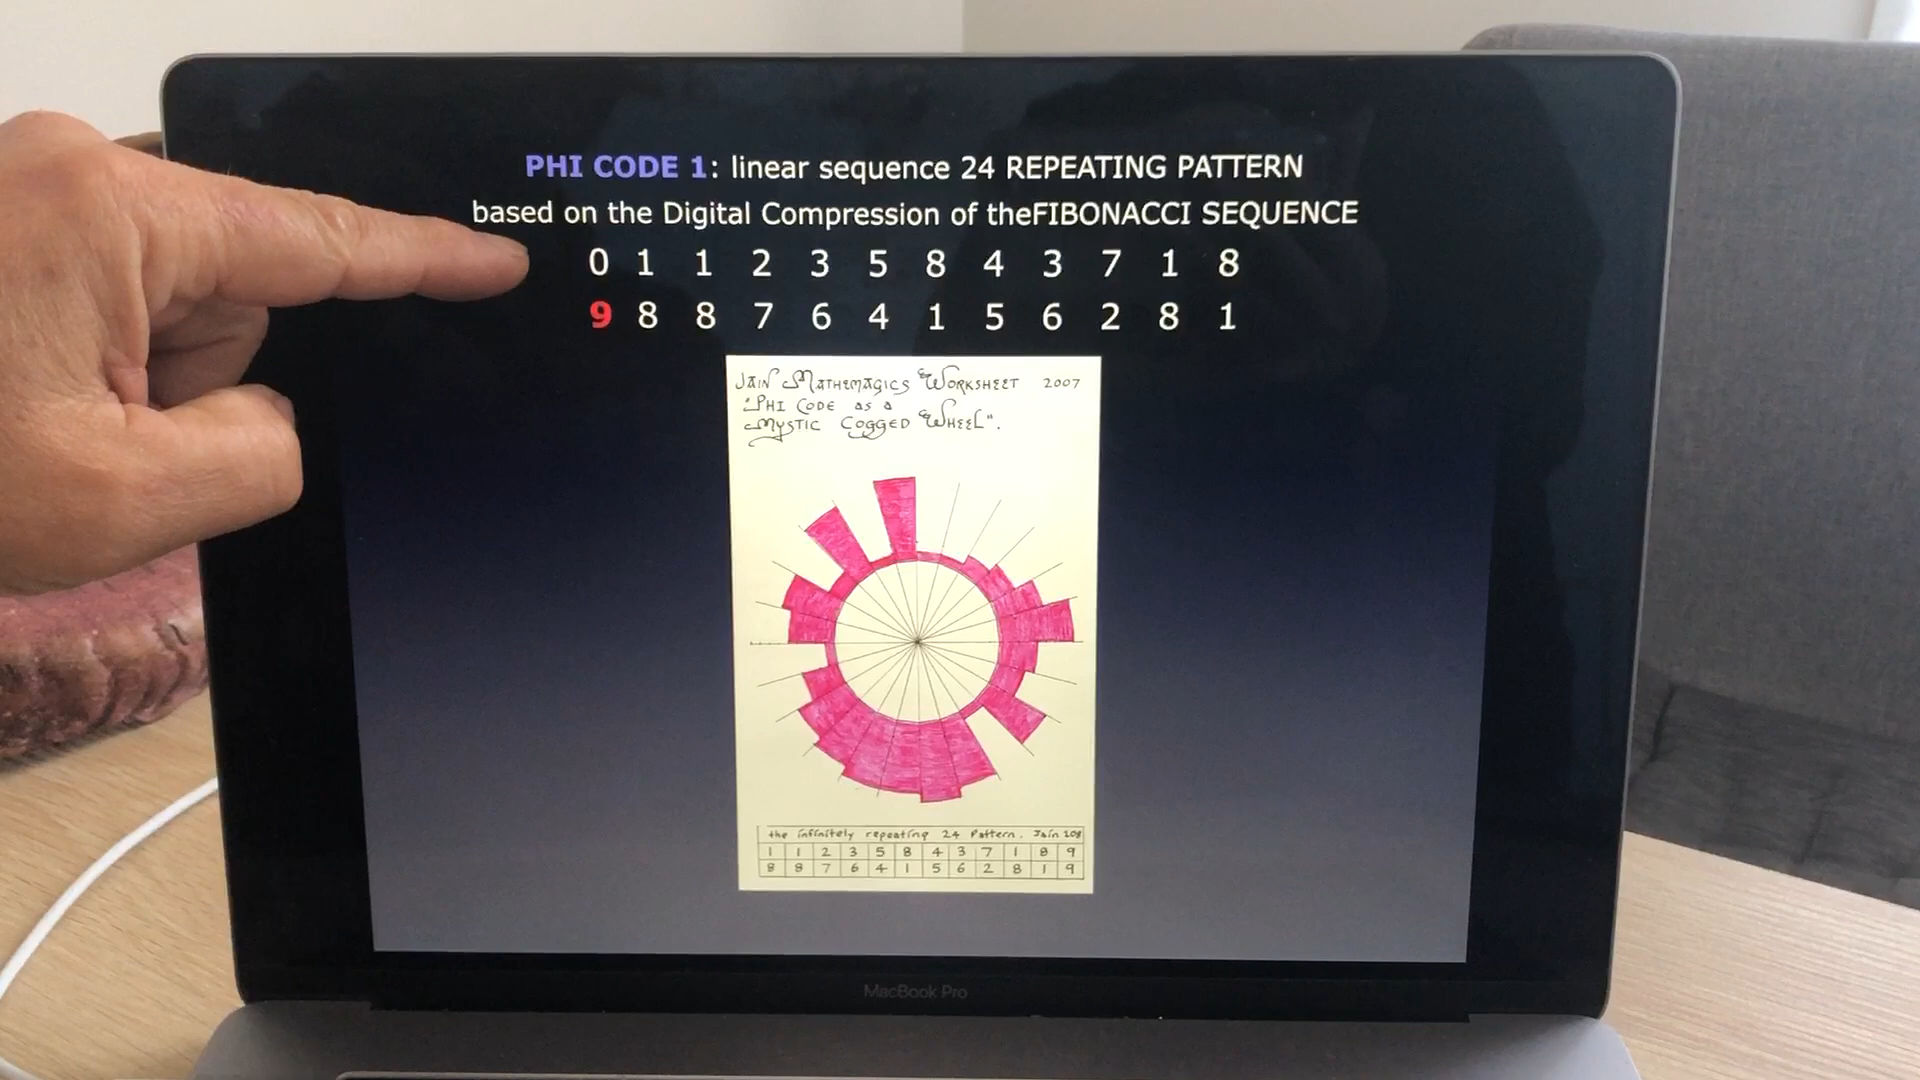 PHI CODE 1: linear sequence 24 REPEATING PATTERN
based on the Digital Compression of theFIBONACCI SEQUENCE
0 1 1 2 3 5 8 4 3 7 1 8
9 8 8 7 6 4 1 5 6 2 8 1
JAIN MATHEMAGICS WORKSHEET 2007
"PHI CODE AS A
MYSTIC COGGED WHEEL".
the infinitely repeating 24 Pattern. Jain 108
1 1 2 3 5 8 4 3 7 1 8 9
8 8 7 6 4 1 5 6 2 8 1 9
MacBook Pro